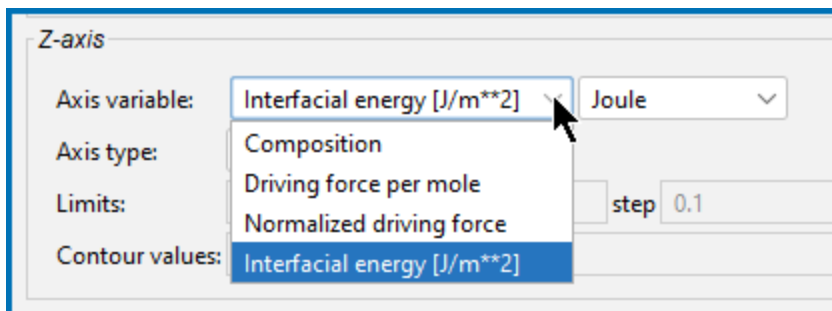 Z-axis
Axis variable: Interfacial energy [J/m**2] Joule
Composition
Axis type:
Driving force per mole
Limits: step 0.1
Normalized driving force
Contour values: Interfacial energy [J/m**2]